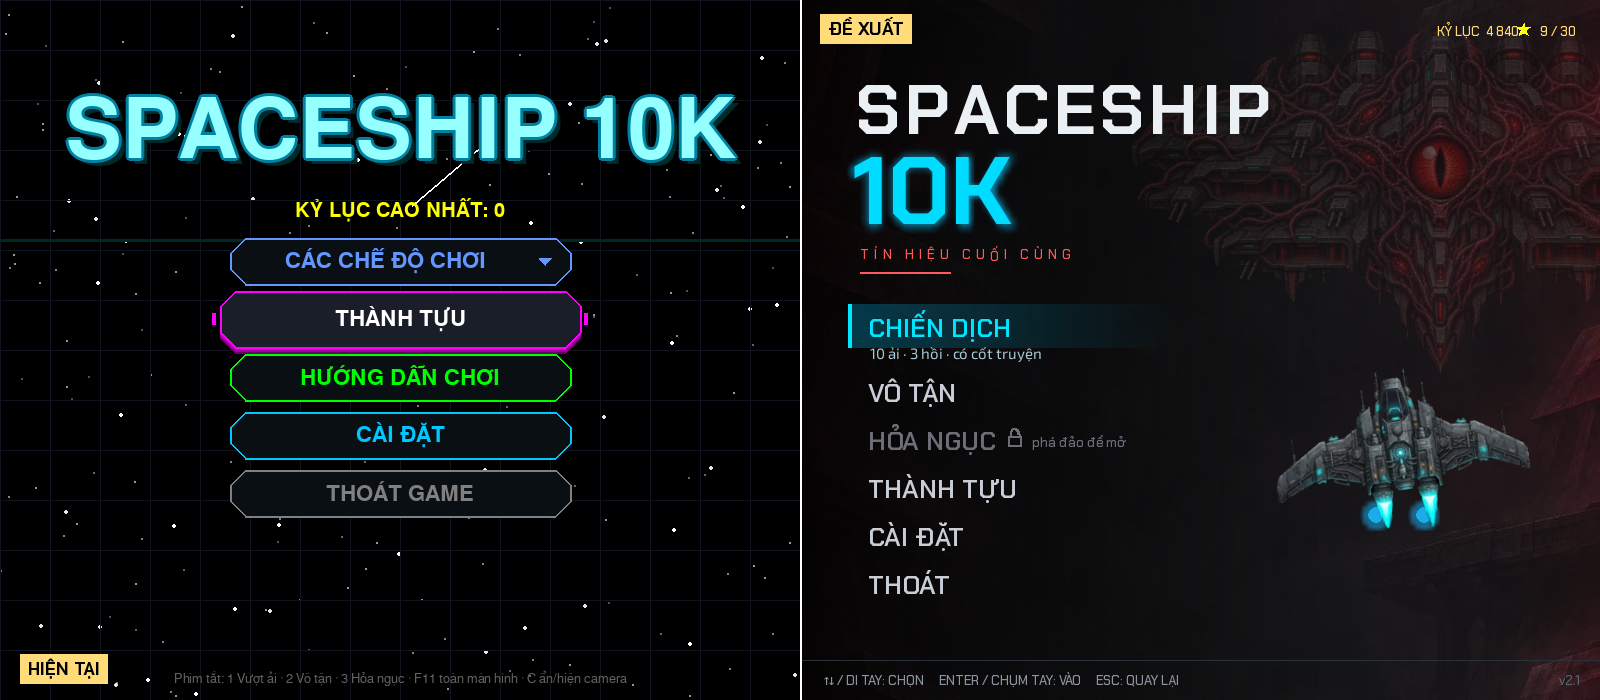 SPACESHIP 10K
KỶ LỤC CAO NHẤT: 0
CÁC CHẾ ĐỘ CHƠI
THÀNH TỰU
HƯỚNG DẪN CHƠI
CÀI ĐẶT
THOÁT GAME
HIỆN TẠI
Phím tắt: 1 Vượt ải · 2 Vô tận · 3 Hỏa ngục · F11 toàn màn hình · C ẩn/hiện camera
ĐỀ XUẤT
KỶ LỤC 4 840★ 9 / 30
SPACESHIP
10K
TÍN HIỆU CUỐI CÙNG
CHIẾN DỊCH
10 ải · 3 hồi · có cốt truyện
VÔ TẬN
HỎA NGỤC phá đảo để mở
THÀNH TỰU
CÀI ĐẶT
THOÁT
↑↓ / DI TAY: CHỌN ENTER / CHỤM TAY: VÀO ESC: QUAY LẠI
v2.1